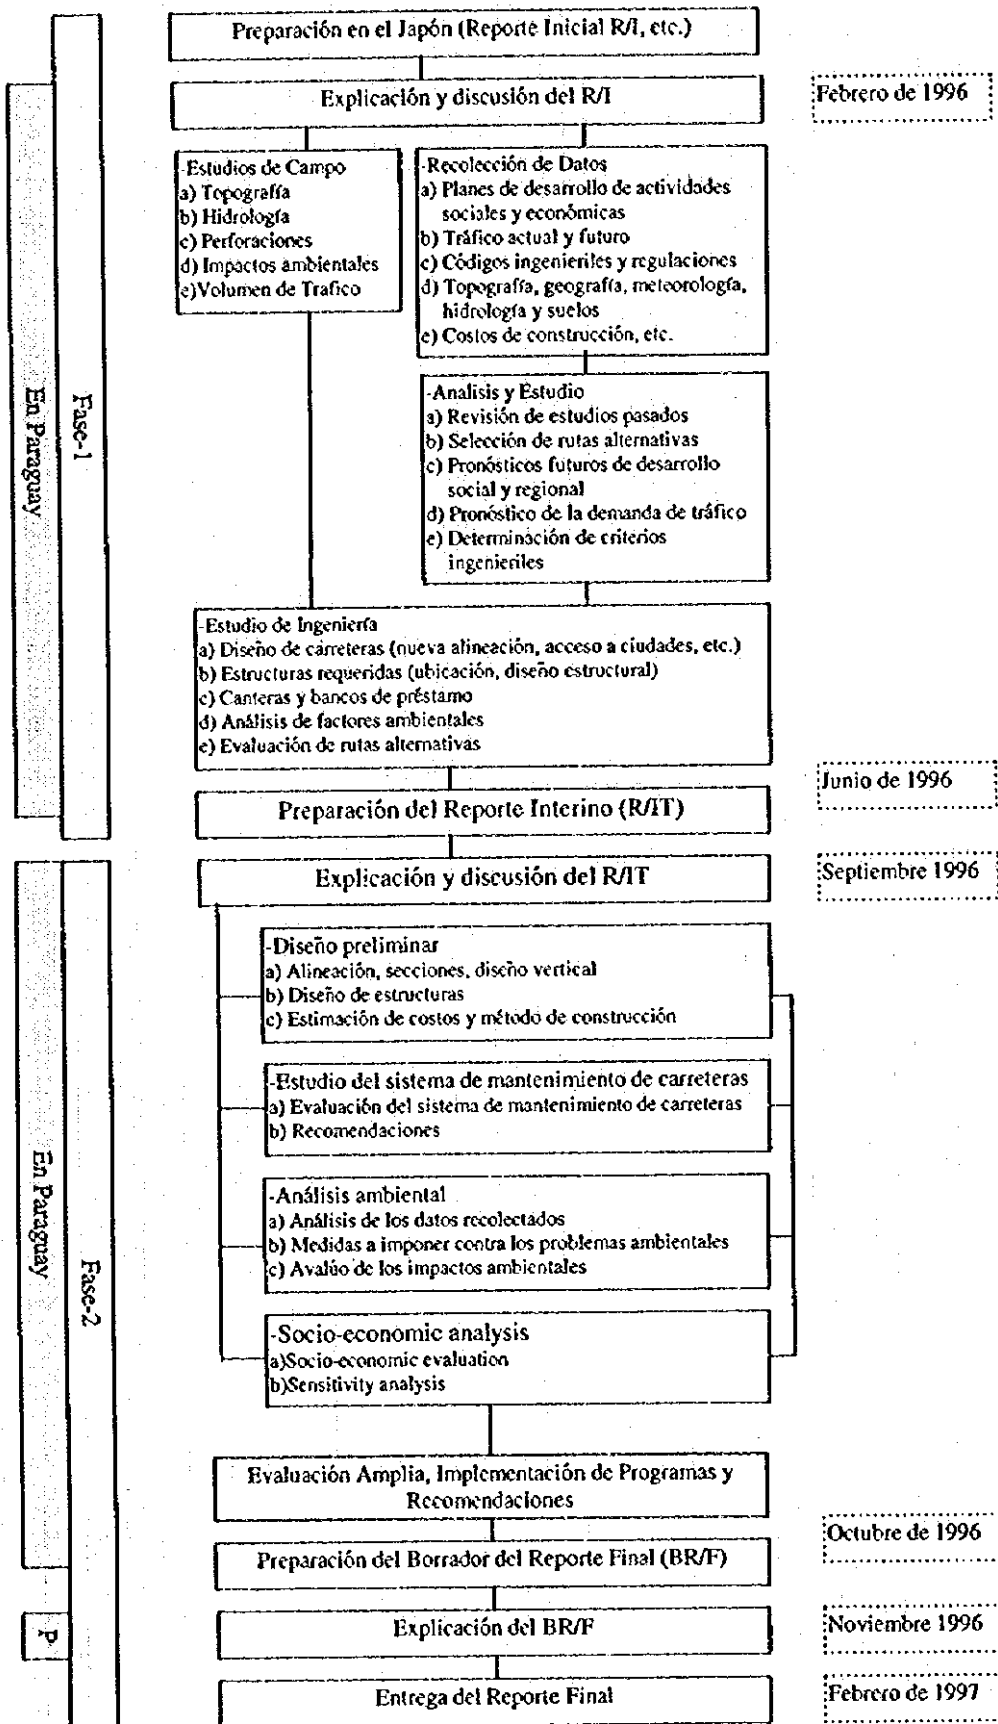 Preparación en el Japón (Reporte Inicial R/I, etc.)
Explicación y discusión del R/I
Febrero de 1996
-Estudios de Campo
a) Topografía
b) Hidrología
c) Perforaciones
d) Impactos ambientales
e)Volumen de Trafico
-Recolección de Datos
a) Planes de desarrollo de actividades
sociales y económicas
b) Tráfico actual y futuro
c) Códigos ingenieriles y regulaciones
d) Topografía, geografía, meteorología,
hidrología y suelos
e) Costos de construcción, etc.
-Analisis y Estudio
a) Revisión de estudios pasados
b) Selección de rutas alternativas
c) Pronósticos futuros de desarrollo
social y regional
d) Pronóstico de la demanda de tráfico
e) Determinación de criterios
ingenieriles
En Paraguay
Fase-1
-Estudio de Ingeniería
a) Diseño de carreteras (nueva alineación, acceso a ciudades, etc.)
b) Estructuras requeridas (ubicación, diseño estructural)
c) Canteras y bancos de préstamo
d) Análisis de factores ambientales
e) Evaluación de rutas alternativas
Junio de 1996
Preparación del Reporte Interino (R/IT)
Explicación y discusión del R/IT
Septiembre 1996
-Diseño preliminar
a) Alineación, secciones, diseño vertical
b) Diseño de estructuras
c) Estimación de costos y método de construcción
-Estudio del sistema de mantenimiento de carreteras
a) Evaluación del sistema de mantenimiento de carreteras
b) Recomendaciones
-Análisis ambiental
a) Análisis de los datos recolectados
b) Medidas a imponer contra los problemas ambientales
c) Avalúo de los impactos ambientales
En Paraguay
Fase-2
-Socio-economic analysis
a)Socio-economic evaluation
b)Sensitivity analysis
Evaluación Amplia, Implementación de Programas y
Recomendaciones
Octubre de 1996
Preparación del Borrador del Reporte Final (BR/F)
Explicación del BR/F
Noviembre 1996
P
Entrega del Reporte Final
Febrero de 1997